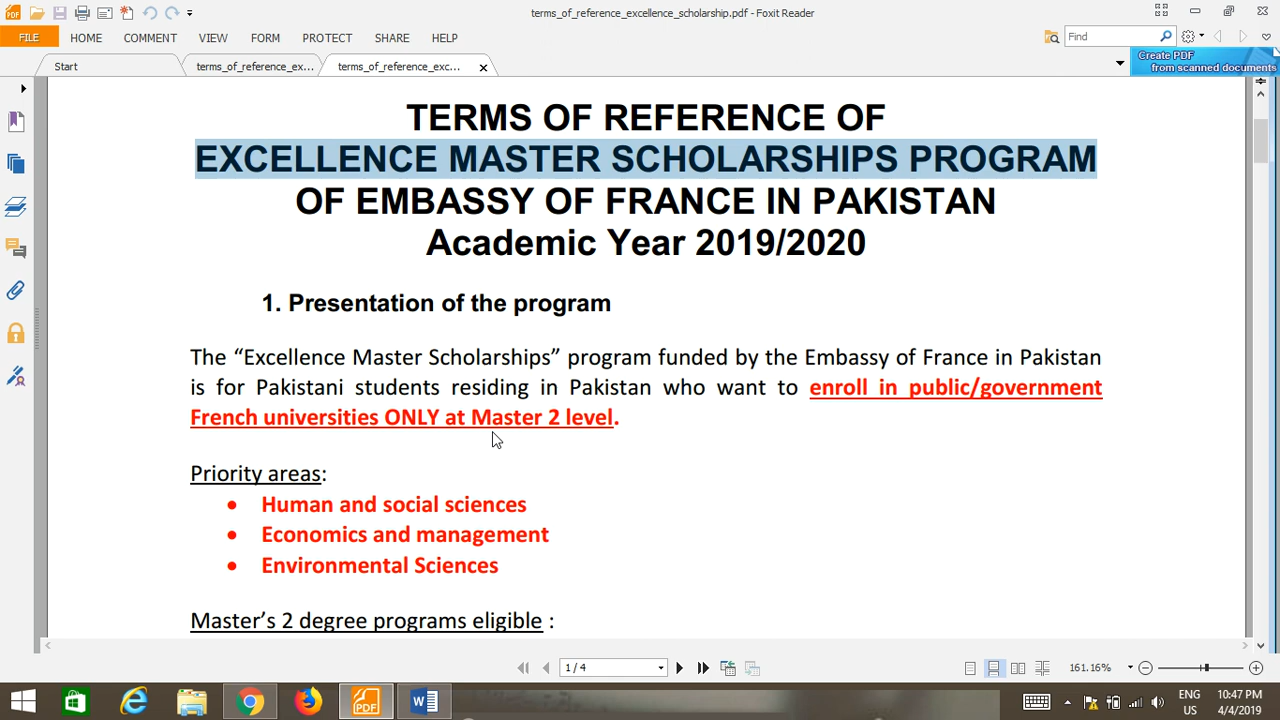 terms_of_reference_excellence_scholarship.pdf - Foxit Reader
FILE HOME COMMENT VIEW FORM PROTECT SHARE HELP
Find
Start
terms_of_reference_ex...
terms_of_reference_exc...
Create PDF
from scanned documents
TERMS OF REFERENCE OF
EXCELLENCE MASTER SCHOLARSHIPS PROGRAM
OF EMBASSY OF FRANCE IN PAKISTAN
Academic Year 2019/2020
1. Presentation of the program
The “Excellence Master Scholarships” program funded by the Embassy of France in Pakistan
is for Pakistani students residing in Pakistan who want to enroll in public/government
French universities ONLY at Master 2 level.
Priority areas:
• Human and social sciences
• Economics and management
• Environmental Sciences
Master’s 2 degree programs eligible :
1 / 4
161.16%
ENG
US
10:47 PM
4/4/2019